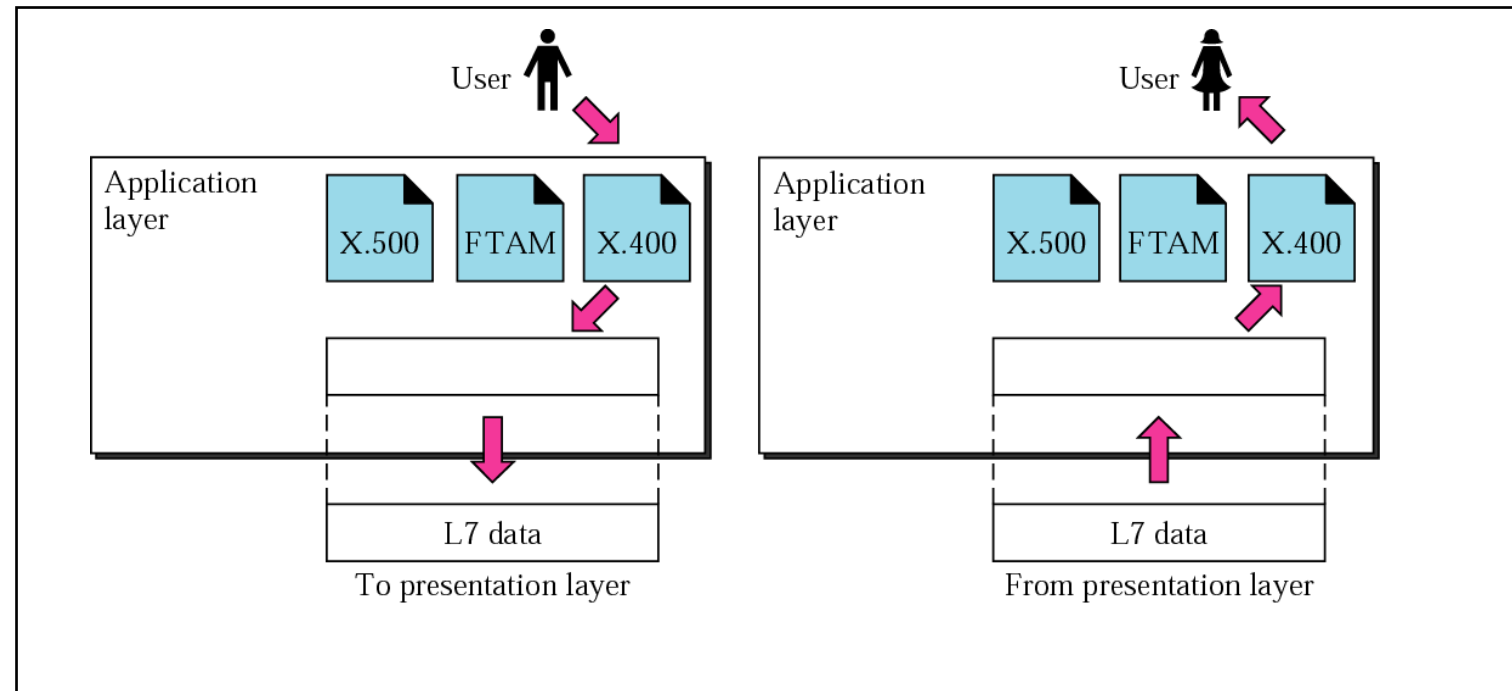 User
Application
layer
X.500 FTAM X.400
L7 data
To presentation layer
User
Application
layer
X.500 FTAM X.400
L7 data
From presentation layer